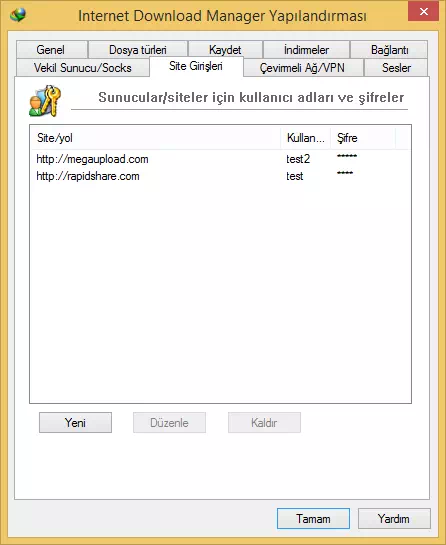 Internet Download Manager Yapılandırması
Genel Dosya türleri Kaydet İndirmeler Bağlantı
Vekil Sunucu/Socks Site Girişleri Çevirmeli Ağ/VPN Sesler
Sunucular/siteler için kullanıcı adları ve şifreler
Site/yol Kullan... Şifre
http://megaupload.com test2 *****
http://rapidshare.com test ****
Yeni Düzenle Kaldır
Tamam Yardım